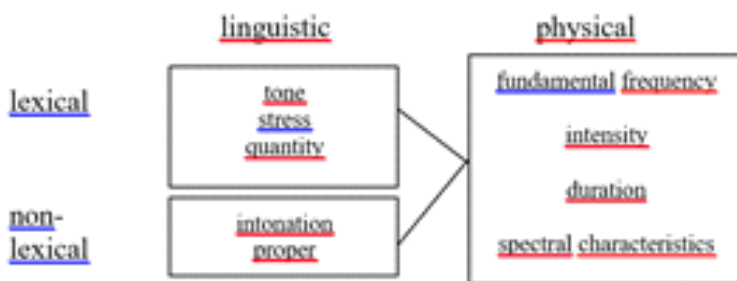 linguistic physical
lexical
tone
stress
quantity
non-
lexical
intonation
proper
fundamental frequency
intensity
duration
spectral characteristics